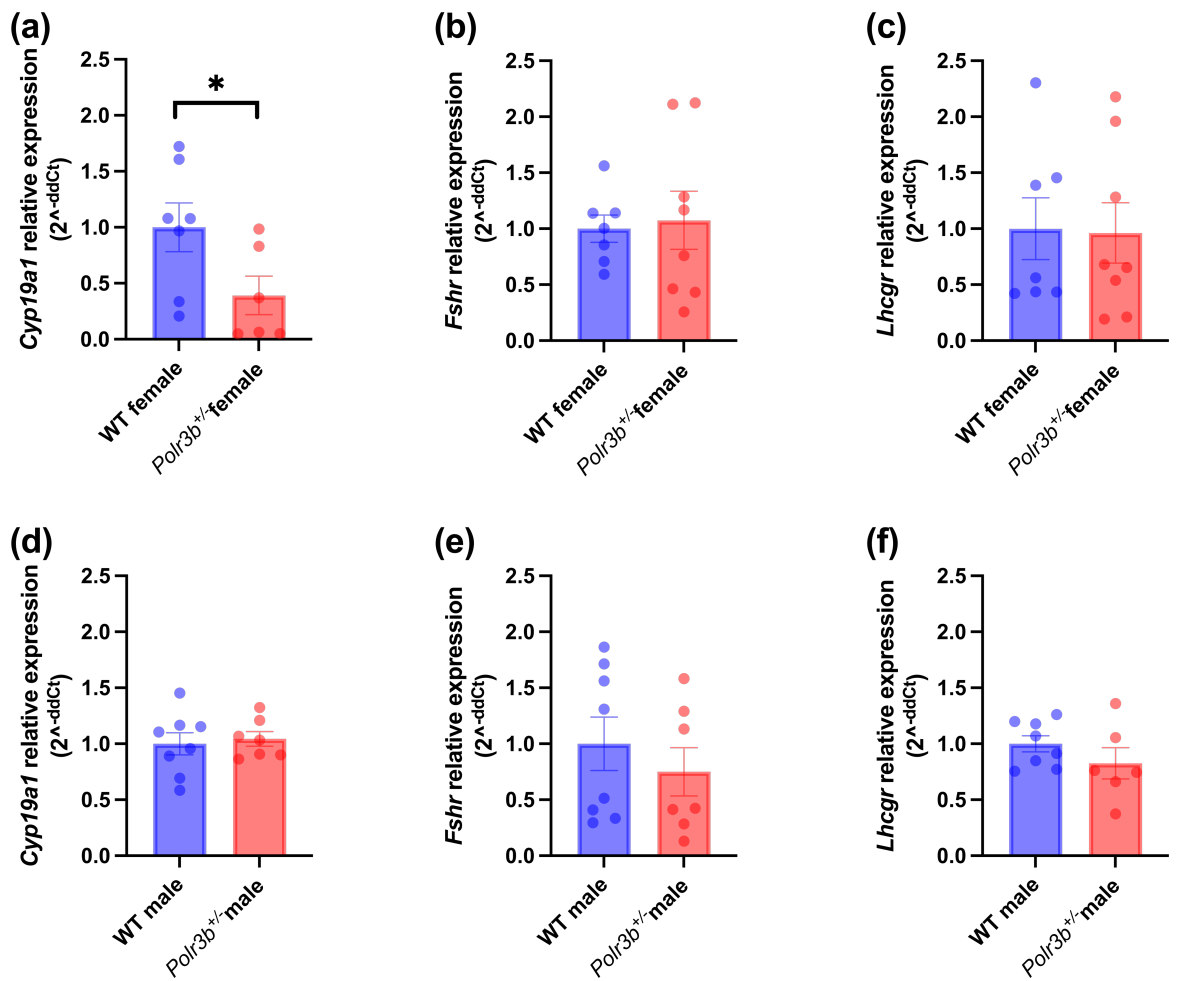 (a)
Cyp19a1 relative expression
(2^-ddCt)
2.5
2.0
1.5
1.0
0.5
0.0
*
WT female
Polr3b+/-female
(b)
Fshr relative expression
(2^-ddCt)
2.5
2.0
1.5
1.0
0.5
0.0
WT female
Polr3b+/-female
(c)
Lhcgr relative expression
(2^-ddCt)
2.5
2.0
1.5
1.0
0.5
0.0
WT female
Polr3b+/-female
(d)
Cyp19a1 relative expression
(2^-ddCt)
2.5
2.0
1.5
1.0
0.5
0.0
WT male
Polr3b+/-male
(e)
Fshr relative expression
(2^-ddCt)
2.5
2.0
1.5
1.0
0.5
0.0
WT male
Polr3b+/-male
(f)
Lhcgr relative expression
(2^-ddCt)
2.5
2.0
1.5
1.0
0.5
0.0
WT male
Polr3b+/-male